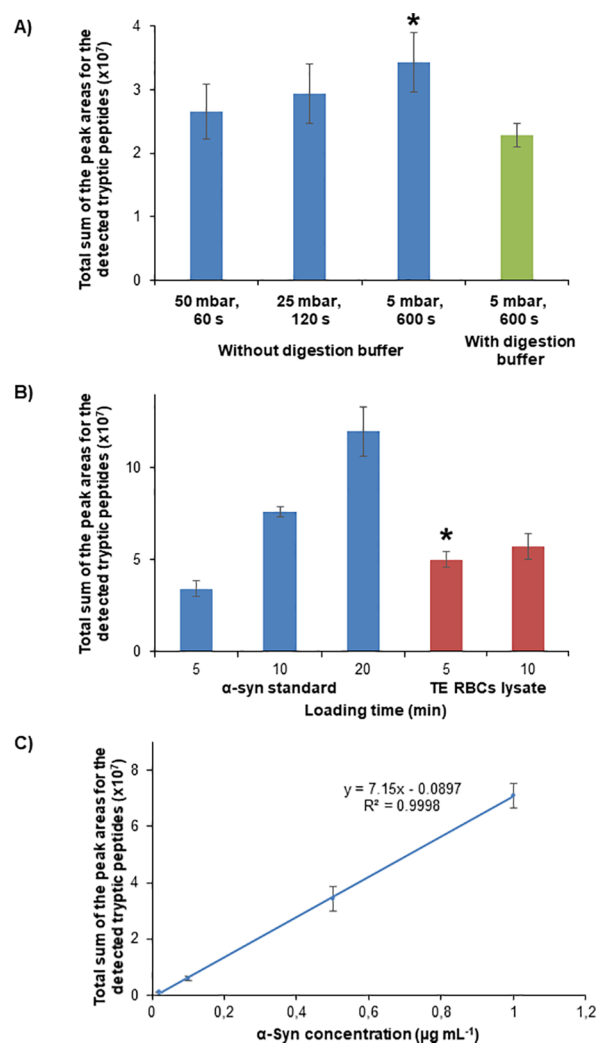 A)
Total sum of the peak areas for the
detected tryptic peptides (x10⁷)
4
3
2
1
0
*
50 mbar, 60 s
25 mbar, 120 s
5 mbar, 600 s
5 mbar, 600 s
Without digestion buffer
With digestion buffer
B)
Total sum of the peak areas for the
detected tryptic peptides (x10⁷)
10
5
0
*
5 10 20 5 10
α-syn standard TE RBCs lysate
Loading time (min)
C)
Total sum of the peak areas for the
detected tryptic peptides (x10⁷)
8
6
4
2
0
y = 7.15x - 0.0897
R² = 0.9998
0 0,2 0,4 0,6 0,8 1 1,2
α-Syn concentration (µg mL⁻¹)